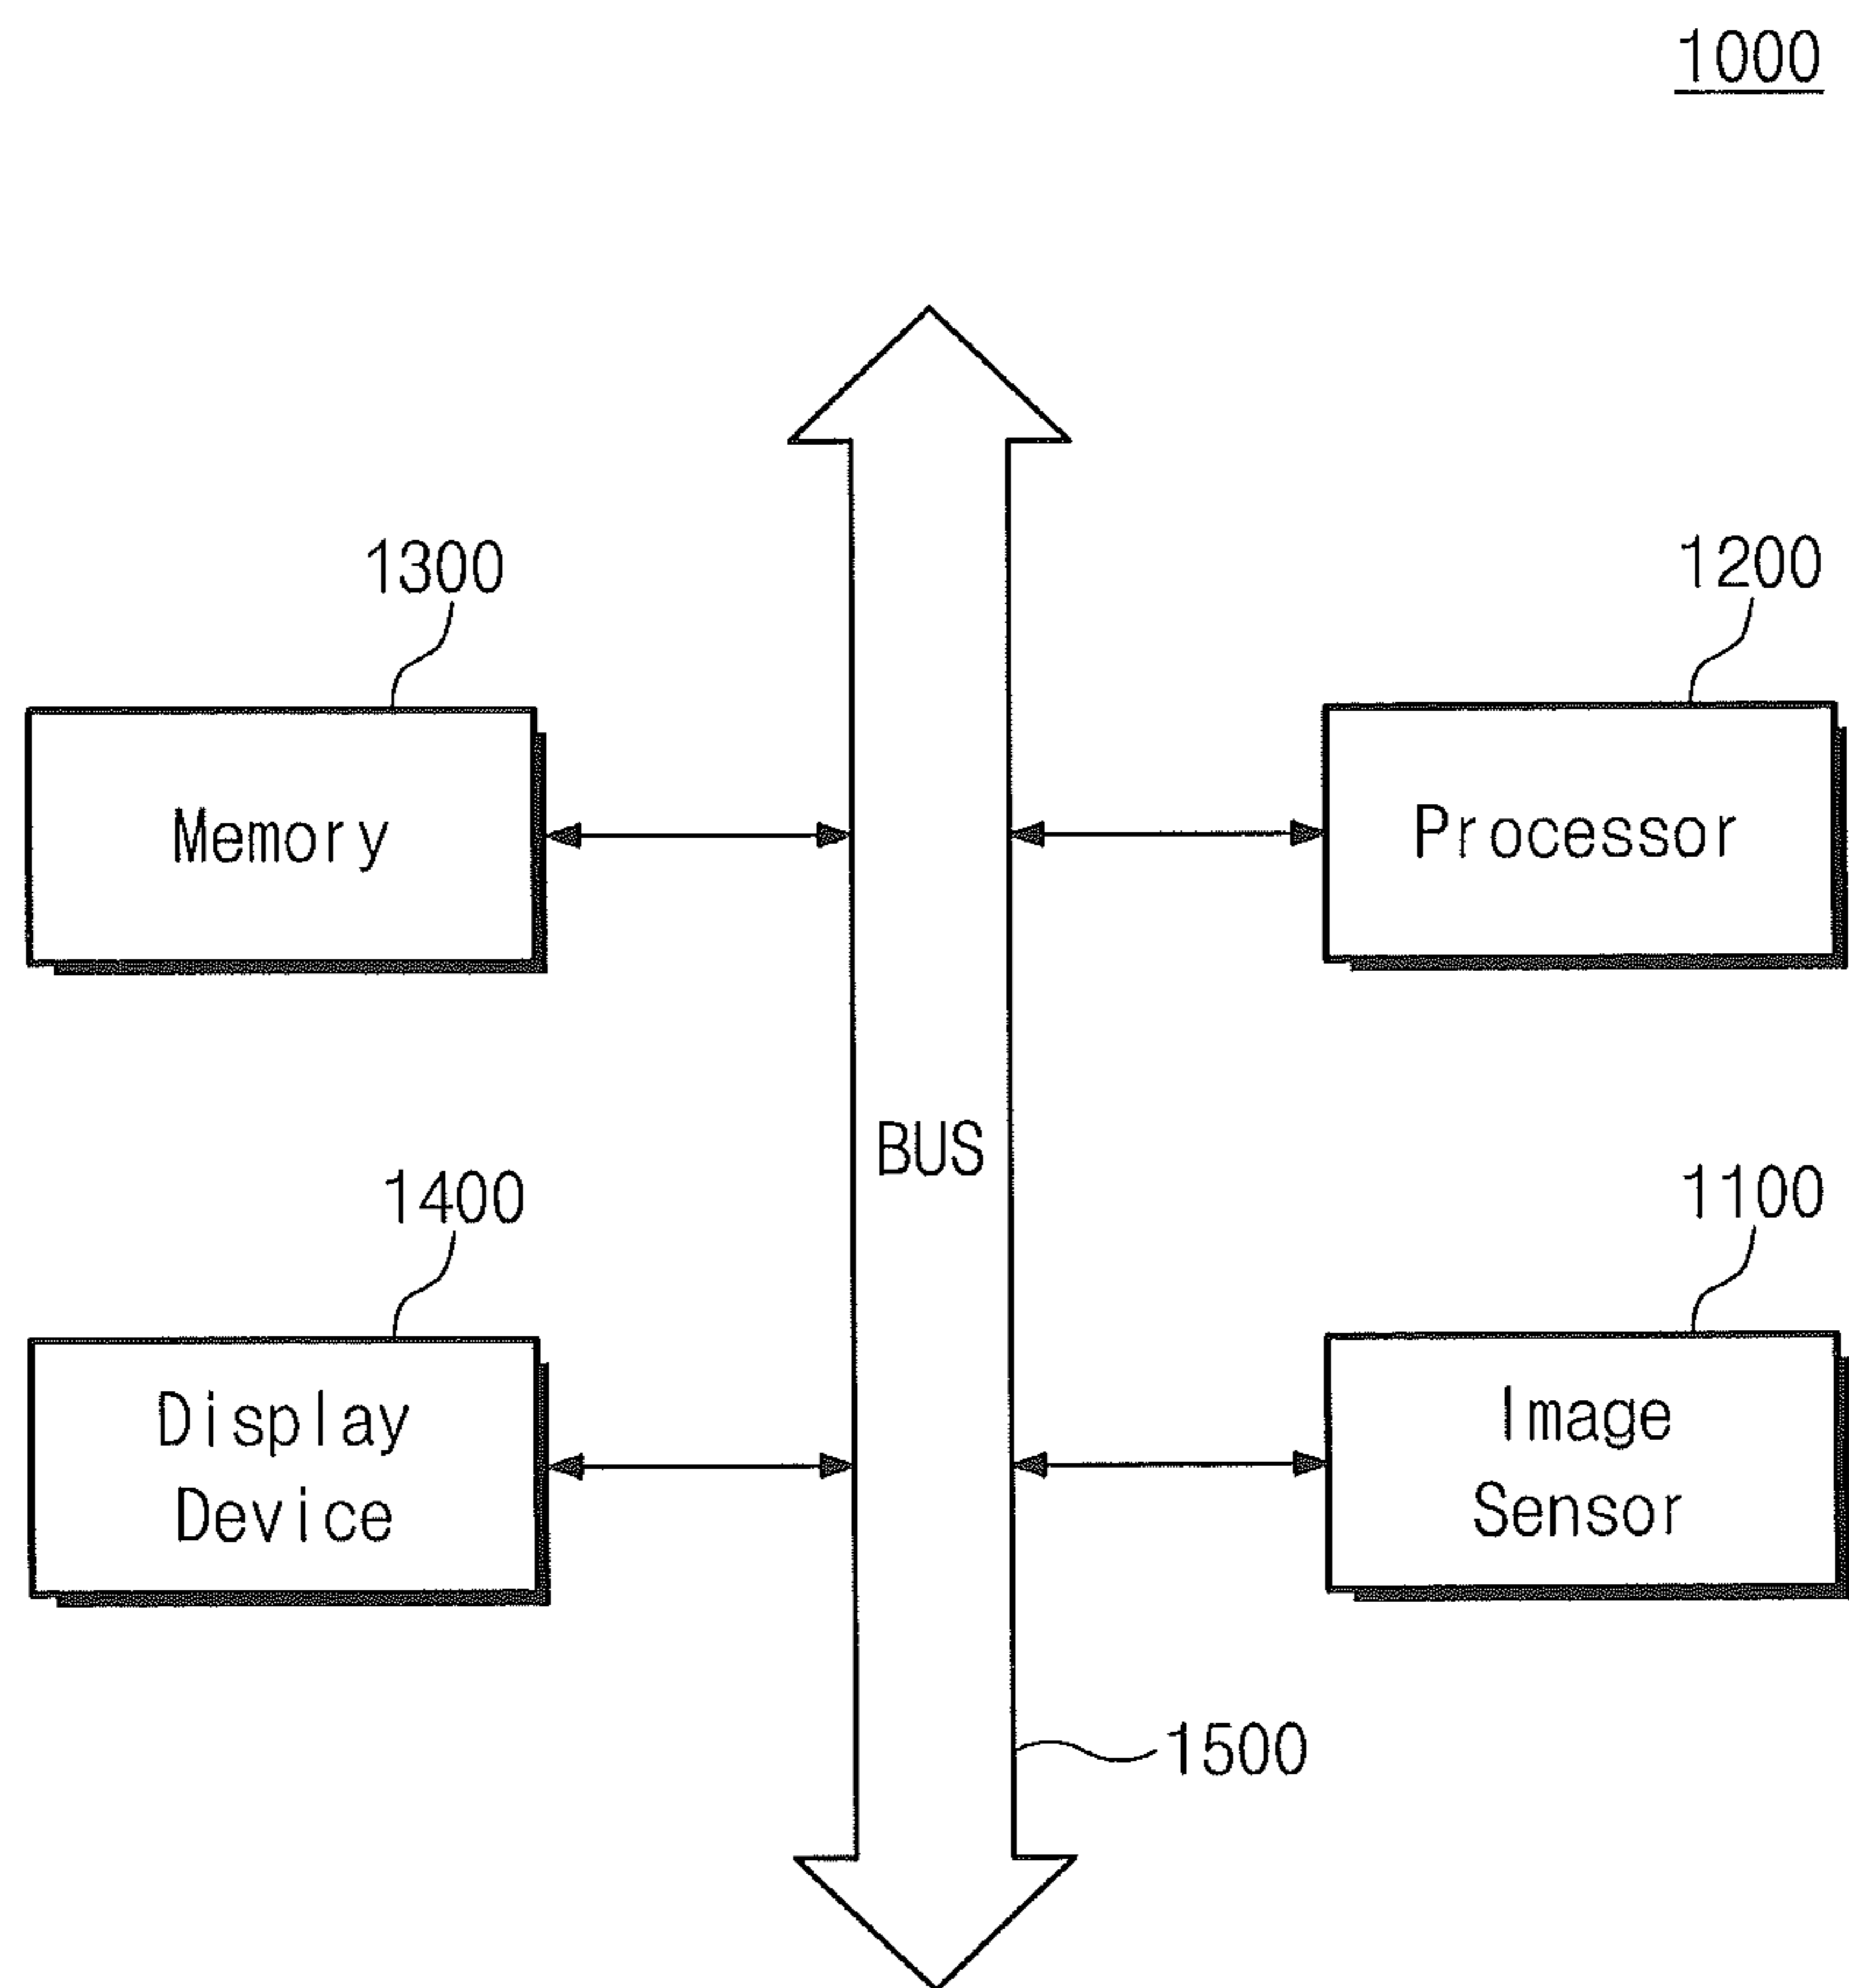 1000
1300
1200
Memory
Processor
BUS
1400
1100
Display
Device
Image
Sensor
1500